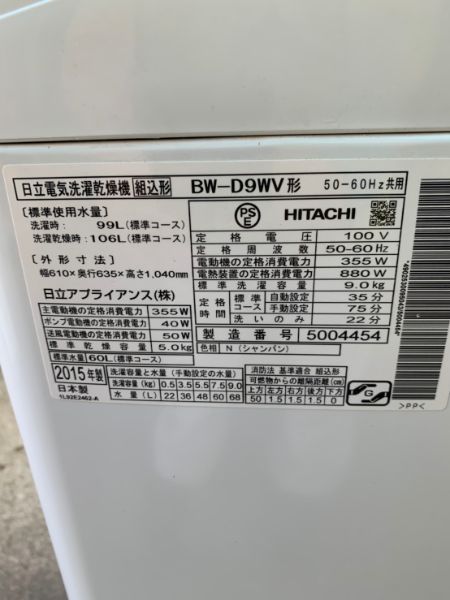 日立電気洗濯乾燥機 組込形 BW-D9WV形 50-60Hz共用
[標準使用水量]
洗濯時： 99L(標準コース)
洗濯乾燥時：106L(標準コース)
[外形寸法]
幅610×奥行635×高さ1,040mm
日立アプライアンス(株)
主電動機の定格消費電力 355W
ポンプ電動機の定格消費電力 40W
送風電動機の定格消費電力 50W
標準乾燥容量 5.0kg
標準水量 60L(標準コース)
2015年製
日本製
1L92E2462-A
洗濯容量と水量(手動設定の水量)
洗濯容量(kg) 0.5 3.5 5.5 7.5 9.0
水量(L) 22 36 48 60 68
PSE HITACHI
定格電圧 100V
定格周波数 50-60Hz
電動機の定格消費電力 355W
電熱装置の定格消費電力 880W
標準洗濯容量 9.0kg
定格時間 標準コース 自動設定 35分
手動設定 75分
洗いのみ 22分
製造番号 5004454
色相 N(シャンパン)
消防法 基準適合 組込形
可燃物からの離隔距離(cm)
上方 左方 右方 後方 下方
50 1.5 1.5 1.5 0
G
>PP<